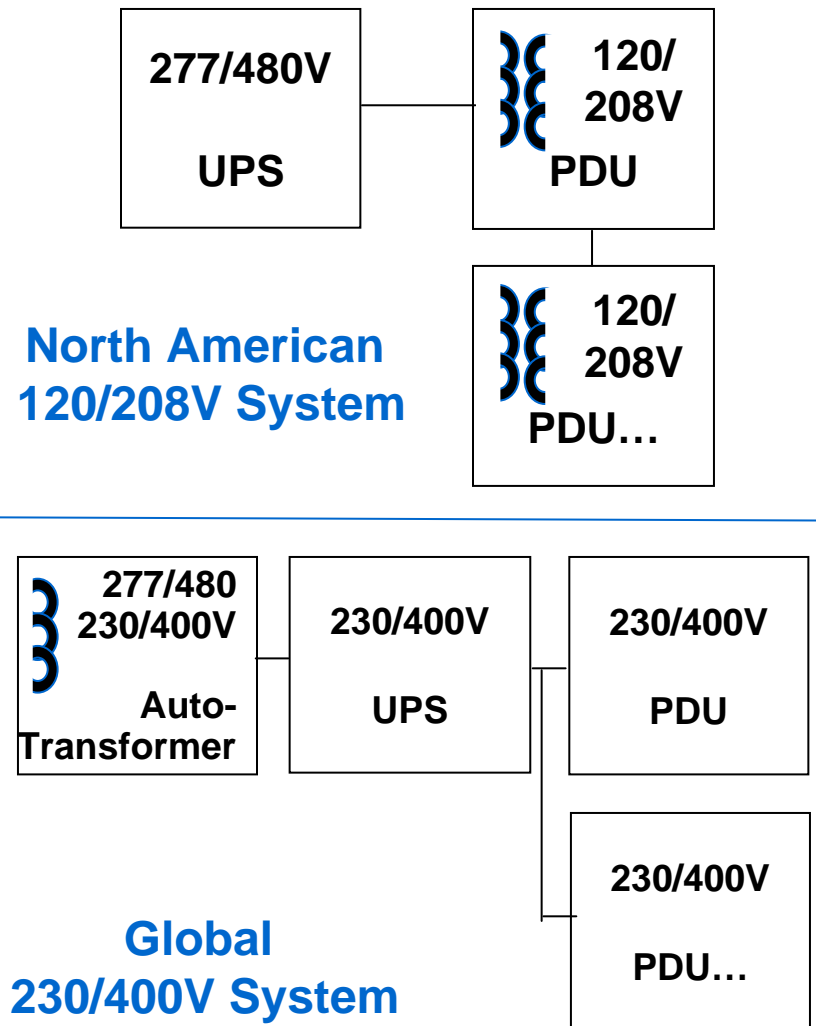 277/480V
UPS
120/
208V
PDU
120/
208V
PDU…
North American
120/208V System
277/480
230/400V
Auto-
Transformer
230/400V
UPS
230/400V
PDU
230/400V
PDU…
Global
230/400V System